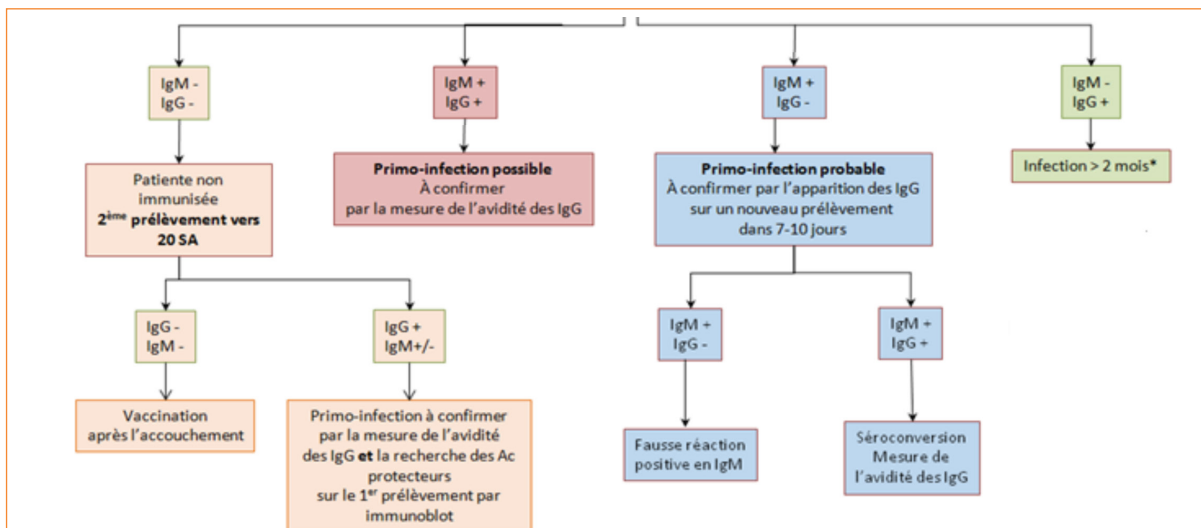 IgM -
IgG -
IgM +
IgG +
IgM +
IgG -
IgM -
IgG +
Patiente non
immunisée
2ème prélèvement vers
20 SA
Primo-infection possible
À confirmer
par la mesure de l'avidité des IgG
Primo-infection probable
À confirmer par l'apparition des IgG
sur un nouveau prélèvement
dans 7-10 jours
Infection > 2 mois*
IgG -
IgM -
IgG +
IgM+/-
IgM +
IgG -
IgM +
IgG +
Vaccination
après l'accouchement
Primo-infection à confirmer
par la mesure de l'avidité
des IgG et la recherche des Ac
protecteurs
sur le 1er prélèvement par
immunoblot
Fausse réaction
positive en IgM
Séroconversion
Mesure de
l'avidité des IgG